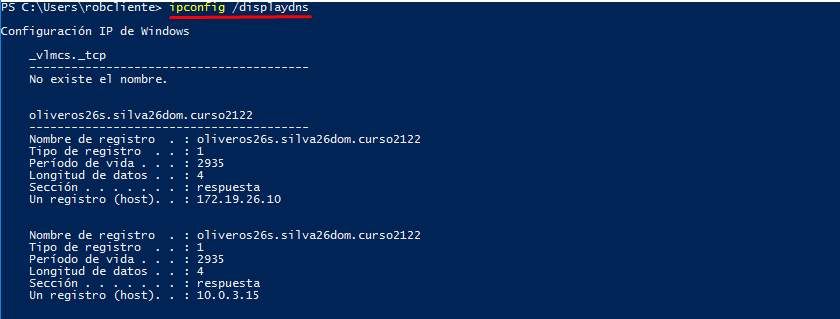 PS C:\Users\robcliente> ipconfig /displaydns
Configuración IP de Windows
_vlmcs._tcp
----------------------------------------
No existe el nombre.
oliveros26s.silva26dom.curso2122
----------------------------------------
Nombre de registro . : oliveros26s.silva26dom.curso2122
Tipo de registro . . : 1
Período de vida . . . : 2935
Longitud de datos . . : 4
Sección . . . . . . . : respuesta
Un registro (host). . : 172.19.26.10
Nombre de registro . : oliveros26s.silva26dom.curso2122
Tipo de registro . . : 1
Período de vida . . . : 2935
Longitud de datos . . : 4
Sección . . . . . . . : respuesta
Un registro (host). . : 10.0.3.15